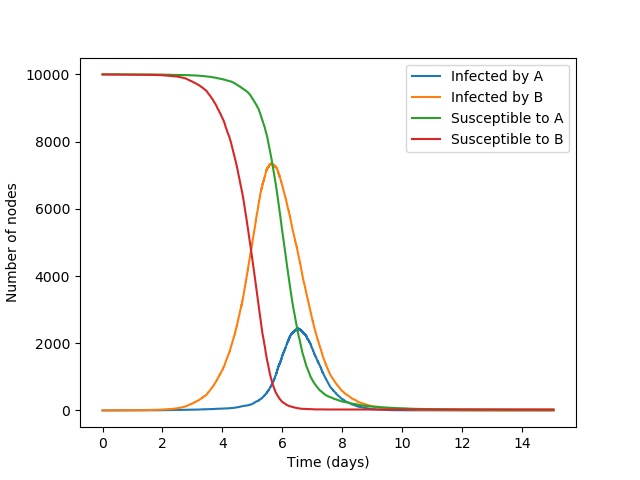 Infected by A
Infected by B
Susceptible to A
Susceptible to B
Number of nodes
10000
8000
6000
4000
2000
0
0 2 4 6 8 10 12 14
Time (days)